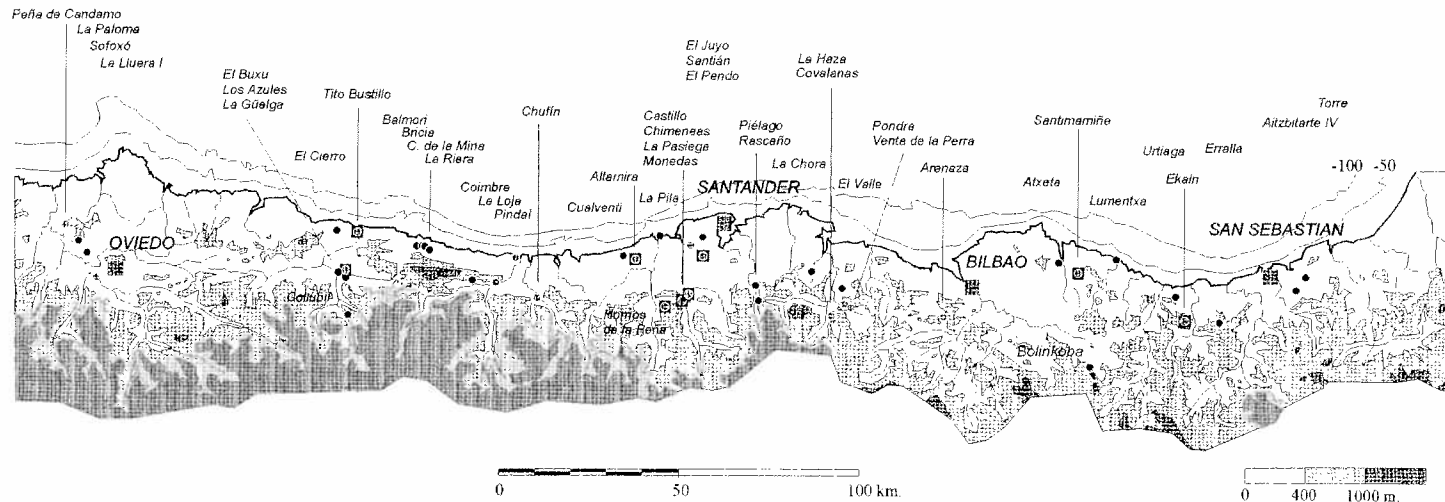 Peña de Candamo
La Paloma
Sofoxó
La Lluera I
El Buxu
Los Azules
La Güelga
Tito Bustillo
El Cierro
Balmori
Bricia
C. de la Mina
La Riera
Coimbre
La Loja
Pindal
Chufín
Cualventi
Altamira
La Pila
Castillo
Chimeneas
La Pasiega
Monedas
El Juyo
Santián
El Pendo
SANTANDER
Piélago
Rascaño
La Chora
La Haza
Covalanas
El Valle
Pondra
Vente de la Perra
Arenaza
Santimamiñe
Atxeta
Lumentxa
Urtiaga
Ekain
Erralla
Torre
Aitzbitarte IV
-100 -50
SAN SEBASTIAN
OVIEDO
BILBAO
Collubil
Hornos
de la Peña
Bolinkoba
0 50 100 km.
0 400 1000 m.